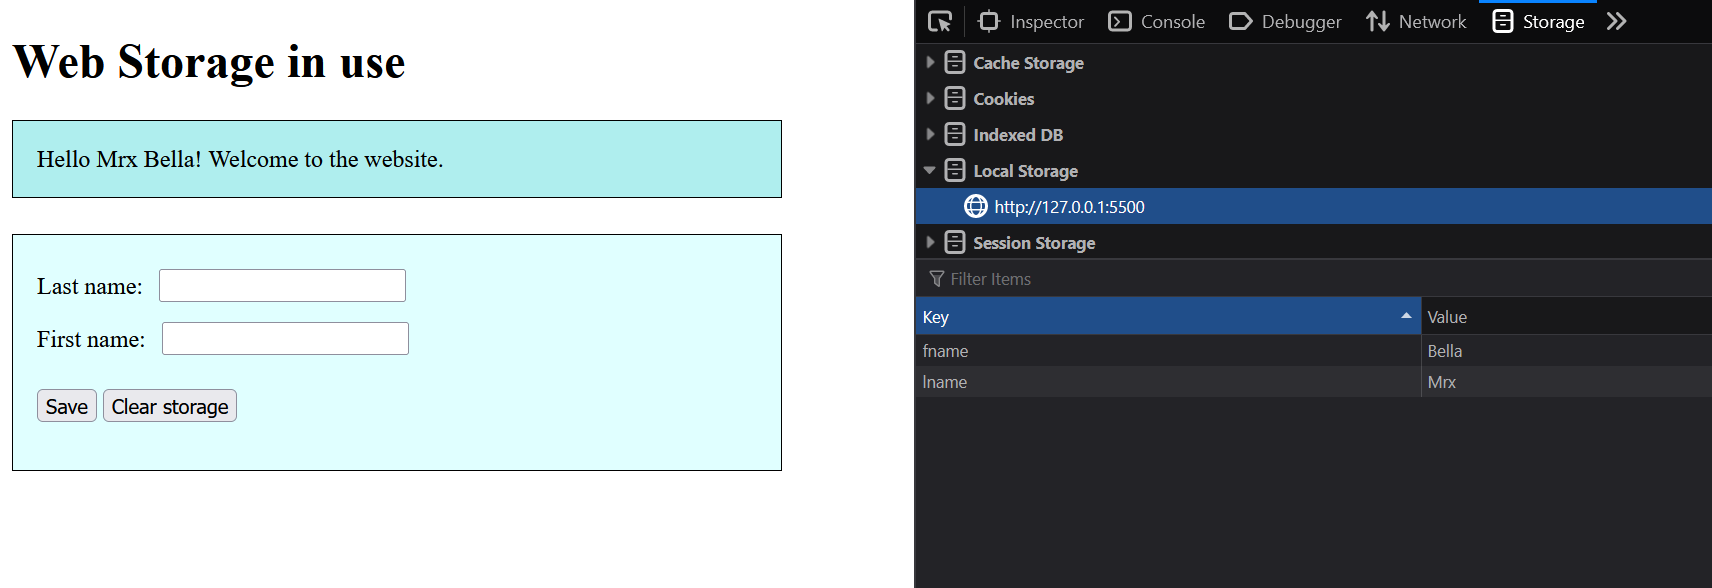 Web Storage in use
Hello Mrx Bella! Welcome to the website.
Last name:
First name:
Save Clear storage
Inspector Console Debugger Network Storage
Cache Storage
Cookies
Indexed DB
Local Storage
http://127.0.0.1:5500
Session Storage
Filter Items
Key Value
fname Bella
lname Mrx